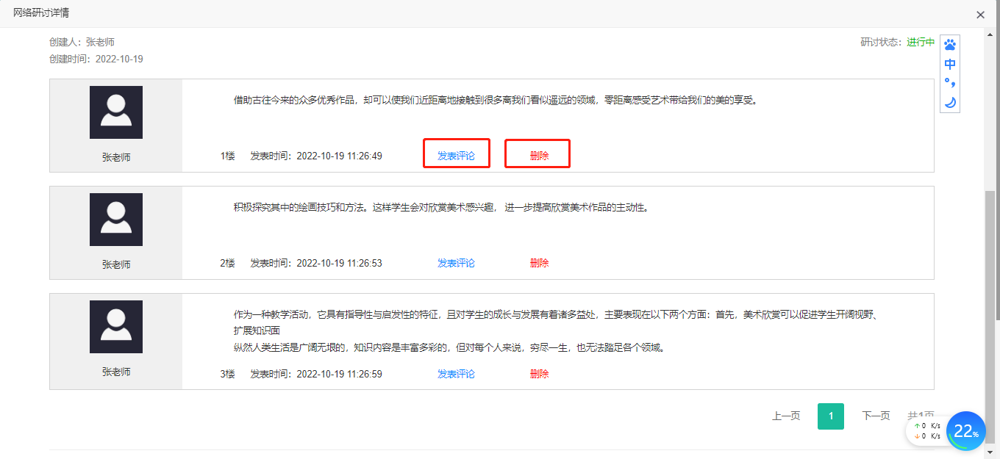 网络研讨详情
创建人：张老师
研讨状态：进行中
创建时间：2022-10-19
中
借助古往今来的众多优秀作品，却可以使我们近距离地接触到很多离我们看似遥远的领域，零距离感受艺术带给我们的美的享受。
张老师
1楼 发表时间：2022-10-19 11:26:49 发表评论 删除
积极探究其中的绘画技巧和方法。这样学生会对欣赏美术感兴趣， 进一步提高欣赏美术作品的主动性。
张老师
2楼 发表时间：2022-10-19 11:26:53 发表评论 删除
作为一种教学活动，它具有指导性与启发性的特征，且对学生的成长与发展有着诸多益处，主要表现在以下两个方面：首先，美术欣赏可以促进学生开阔视野、
扩展知识面
纵然人类生活是广阔无垠的，知识内容是丰富多彩的，但对每个人来说，穷尽一生，也无法踏足各个领域。
张老师
3楼 发表时间：2022-10-19 11:26:59 发表评论 删除
上一页 1 下一页 共1页
↑ 0 K/s
↓ 0 K/s
22%